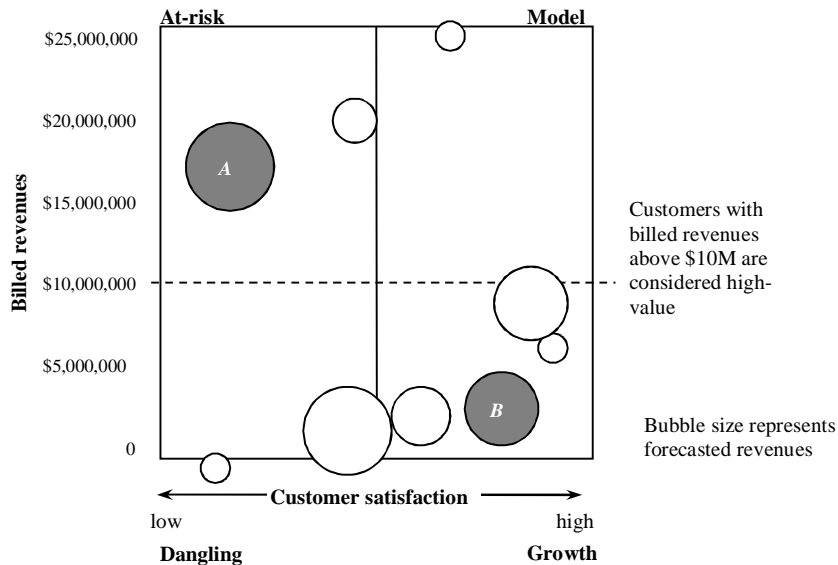 At-risk
Model
$25,000,000
$20,000,000
A
$15,000,000
Billed revenues
Customers with
billed revenues
above $10M are
considered high-
value
$10,000,000
$5,000,000
B
Bubble size represents
forecasted revenues
0
Customer satisfaction
low
high
Dangling
Growth